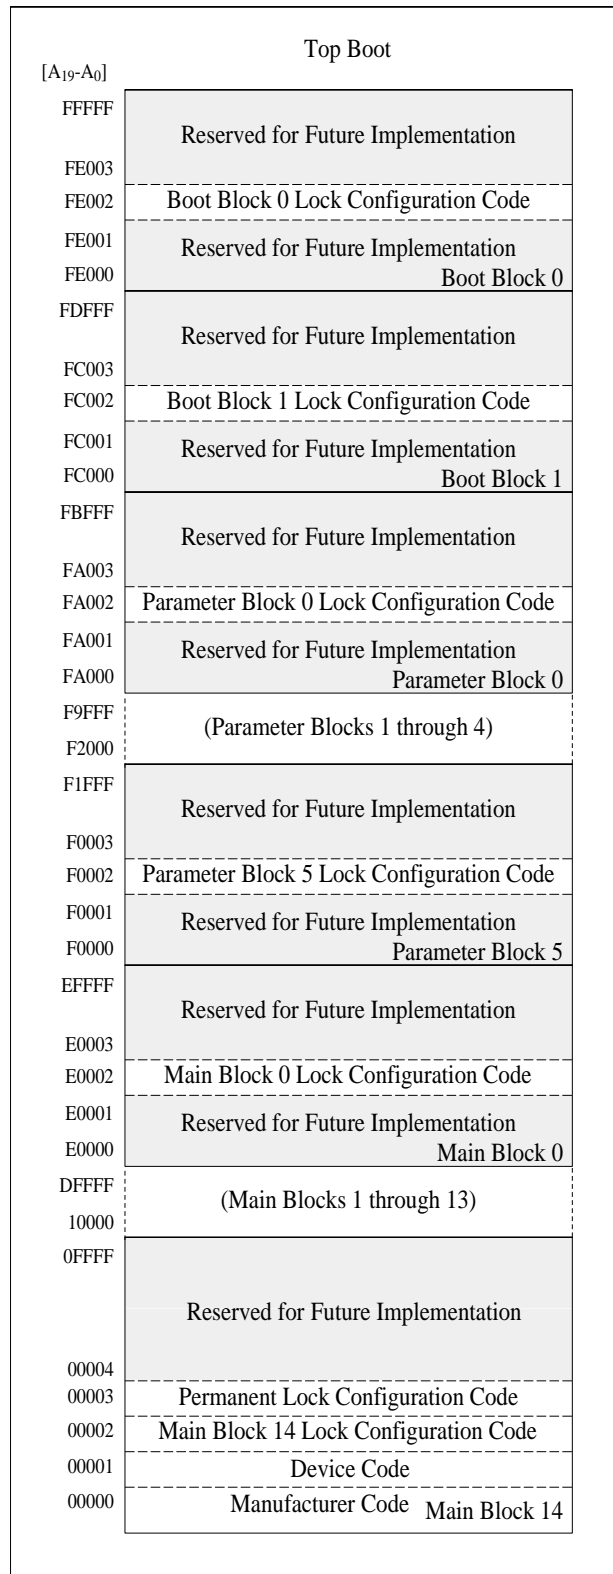 Top Boot
[A19-A0]
FFFFF
Reserved for Future Implementation
FE003
FE002 Boot Block 0 Lock Configuration Code
FE001
Reserved for Future Implementation
FE000 Boot Block 0
FDFFF
Reserved for Future Implementation
FC003
FC002 Boot Block 1 Lock Configuration Code
FC001
Reserved for Future Implementation
FC000 Boot Block 1
FBFFF
Reserved for Future Implementation
FA003
FA002 Parameter Block 0 Lock Configuration Code
FA001
Reserved for Future Implementation
FA000 Parameter Block 0
F9FFF
(Parameter Blocks 1 through 4)
F2000
F1FFF
Reserved for Future Implementation
F0003
F0002 Parameter Block 5 Lock Configuration Code
F0001
Reserved for Future Implementation
F0000 Parameter Block 5
EFFFF
Reserved for Future Implementation
E0003
E0002 Main Block 0 Lock Configuration Code
E0001
Reserved for Future Implementation
E0000 Main Block 0
DFFFF
(Main Blocks 1 through 13)
10000
0FFFF
Reserved for Future Implementation
00004
00003 Permanent Lock Configuration Code
00002 Main Block 14 Lock Configuration Code
00001 Device Code
00000 Manufacturer Code Main Block 14